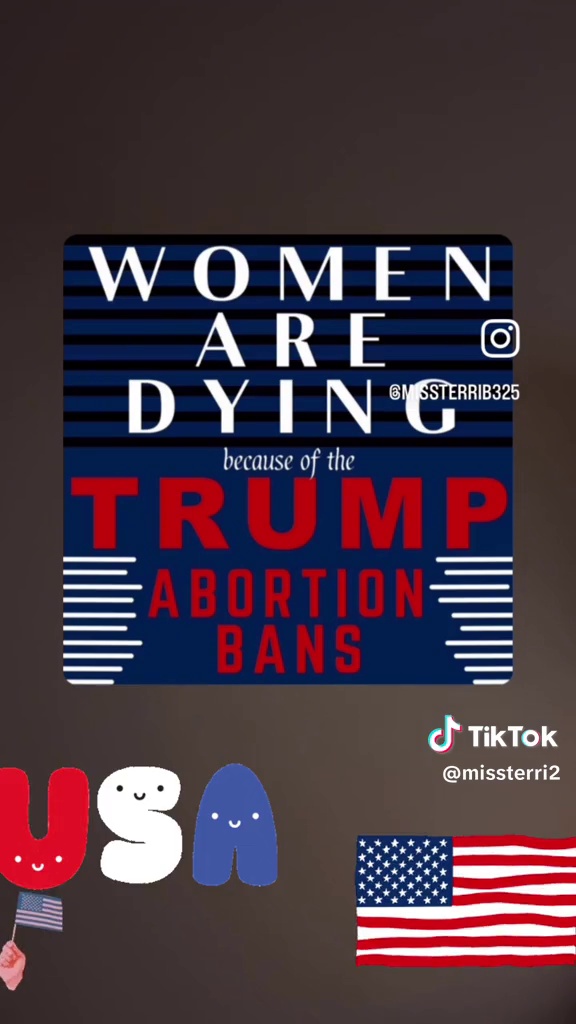 WOMEN
ARE
DYING
@MISSTERRIB325
because of the
TRUMP
ABORTION
BANS
TikTok
@missterri2
USA